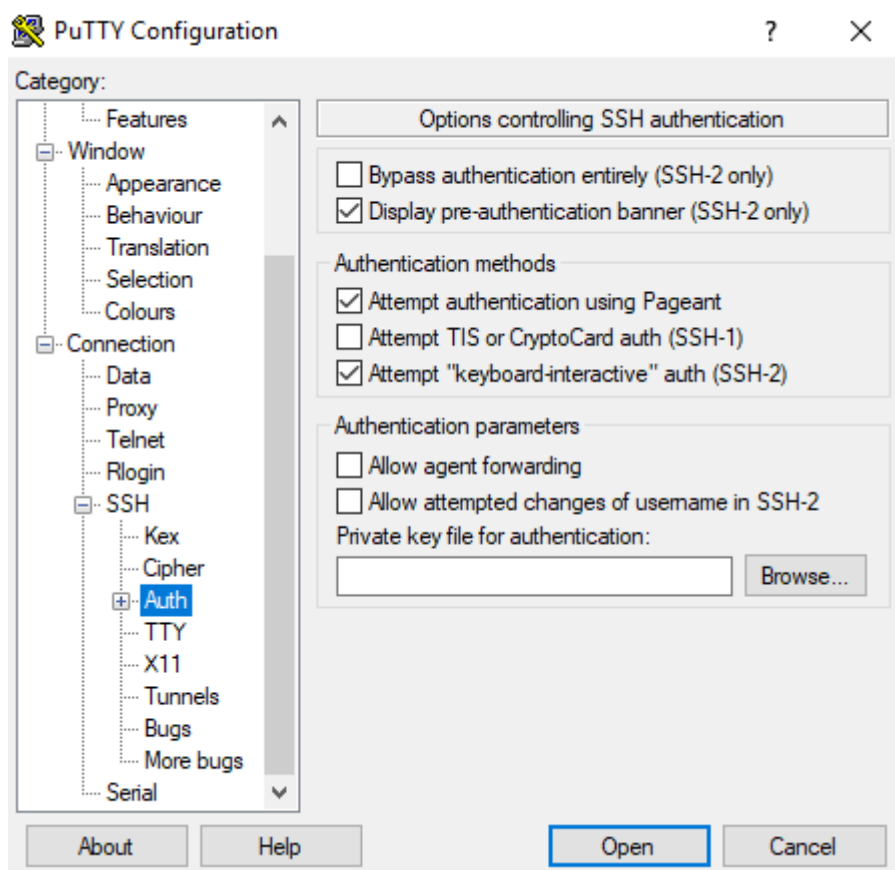 PuTTY Configuration
?
Category:
Features
Window
Appearance
Behaviour
Translation
Selection
Colours
Connection
Data
Proxy
Telnet
Rlogin
SSH
Kex
Cipher
Auth
TTY
X11
Tunnels
Bugs
More bugs
Serial
Options controlling SSH authentication
Bypass authentication entirely (SSH-2 only)
Display pre-authentication banner (SSH-2 only)
Authentication methods
Attempt authentication using Pageant
Attempt TIS or CryptoCard auth (SSH-1)
Attempt "keyboard-interactive" auth (SSH-2)
Authentication parameters
Allow agent forwarding
Allow attempted changes of username in SSH-2
Private key file for authentication:
Browse...
About
Help
Open
Cancel